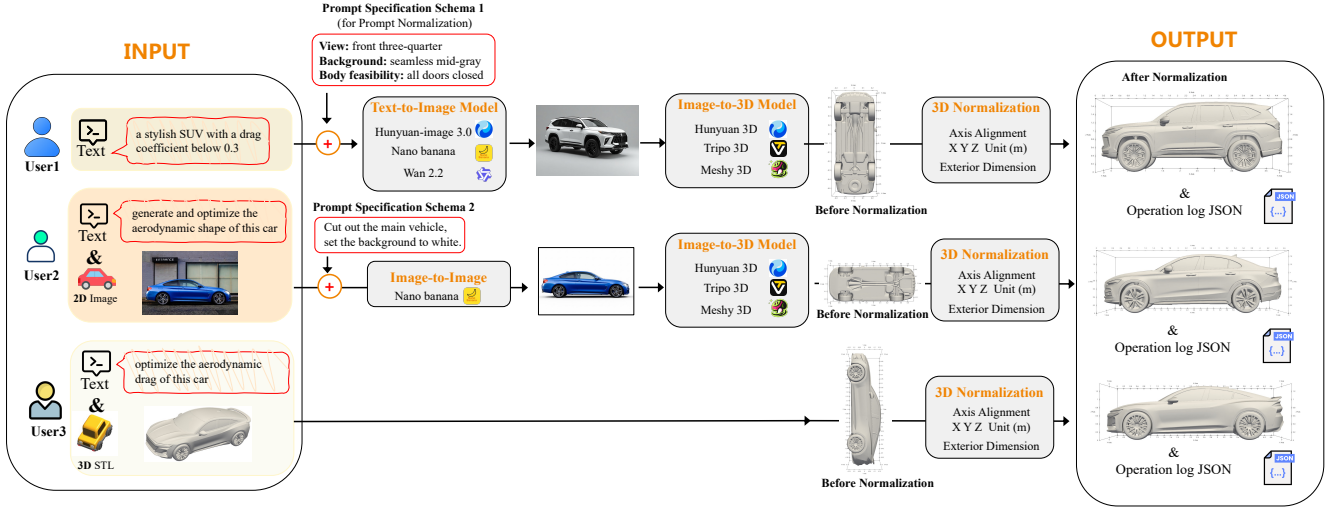 Prompt Specification Schema 1
(for Prompt Normalization)
View: front three-quarter
Background: seamless mid-gray
Body feasibility: all doors closed
INPUT
OUTPUT
User1
Text
a stylish SUV with a drag
coefficient below 0.3
Text-to-Image Model
Hunyuan-image 3.0
Nano banana
Wan 2.2
Image-to-3D Model
Hunyuan 3D
Tripo 3D
Meshy 3D
Before Normalization
3D Normalization
Axis Alignment
X Y Z Unit (m)
Exterior Dimension
After Normalization
&
Operation log JSON
JSON
{...}
User2
Text
&
2D Image
generate and optimize the
aerodynamic shape of this car
Prompt Specification Schema 2
Cut out the main vehicle,
set the background to white.
Image-to-Image
Nano banana
Image-to-3D Model
Hunyuan 3D
Tripo 3D
Meshy 3D
Before Normalization
3D Normalization
Axis Alignment
X Y Z Unit (m)
Exterior Dimension
&
Operation log JSON
JSON
{...}
User3
Text
&
3D STL
optimize the aerodynamic
drag of this car
Before Normalization
3D Normalization
Axis Alignment
X Y Z Unit (m)
Exterior Dimension
&
Operation log JSON
JSON
{...}